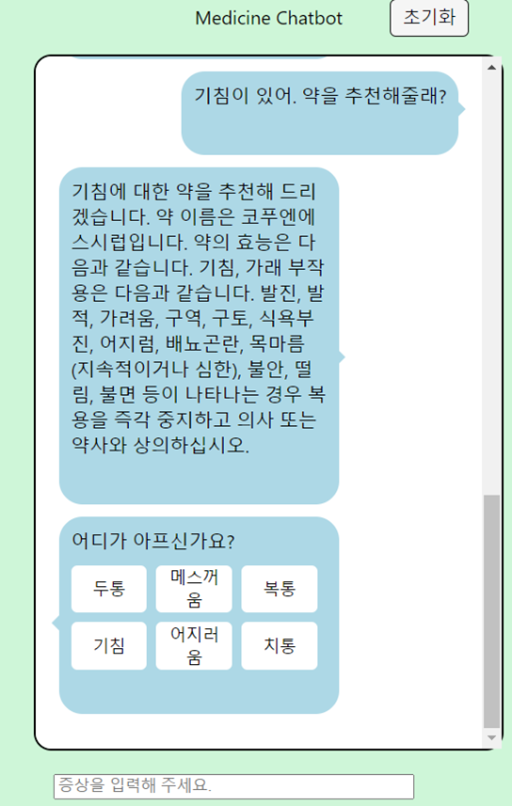 Medicine Chatbot
초기화
기침이 있어. 약을 추천해줄래?
기침에 대한 약을 추천해 드리
겠습니다. 약 이름은 코푸엔에
스시럽입니다. 약의 효능은 다
음과 같습니다. 기침, 가래 부작
용은 다음과 같습니다. 발진, 발
적, 가려움, 구역, 구토, 식욕부
진, 어지럼, 배뇨곤란, 목마름
(지속적이거나 심한), 불안, 떨
림, 불면 등이 나타나는 경우 복
용을 즉각 중지하고 의사 또는
약사와 상의하십시오.
어디가 아프신가요?
두통
메스꺼
움
복통
기침
어지러
움
치통
증상을 입력해 주세요.